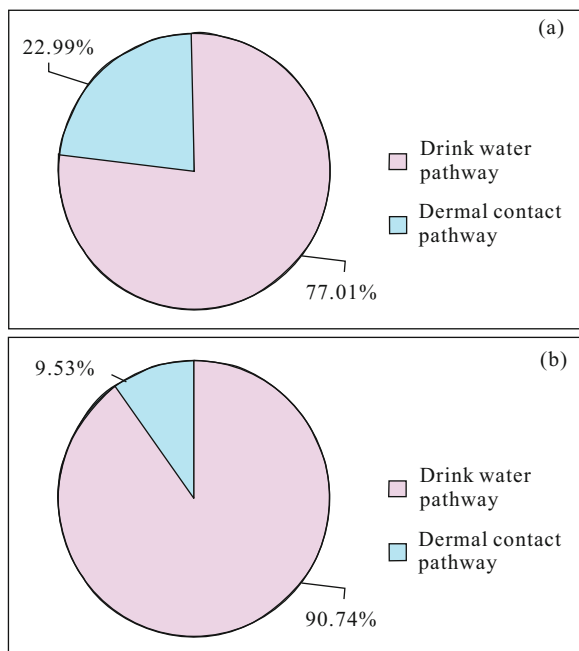 (a)
22.99%
Drink water
pathway
Dermal contact
pathway
77.01%
(b)
9.53%
Drink water
pathway
Dermal contact
pathway
90.74%